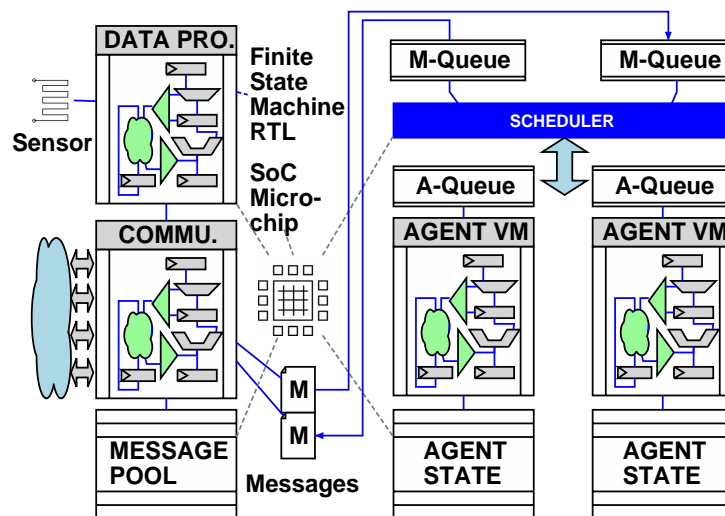 DATA PRO.
Finite
State
Machine
RTL
Sensor
SoC
Micro-
chip
COMMU.
MESSAGE
POOL
M
M
Messages
M-Queue
M-Queue
SCHEDULER
A-Queue
A-Queue
AGENT VM
AGENT VM
AGENT
STATE
AGENT
STATE